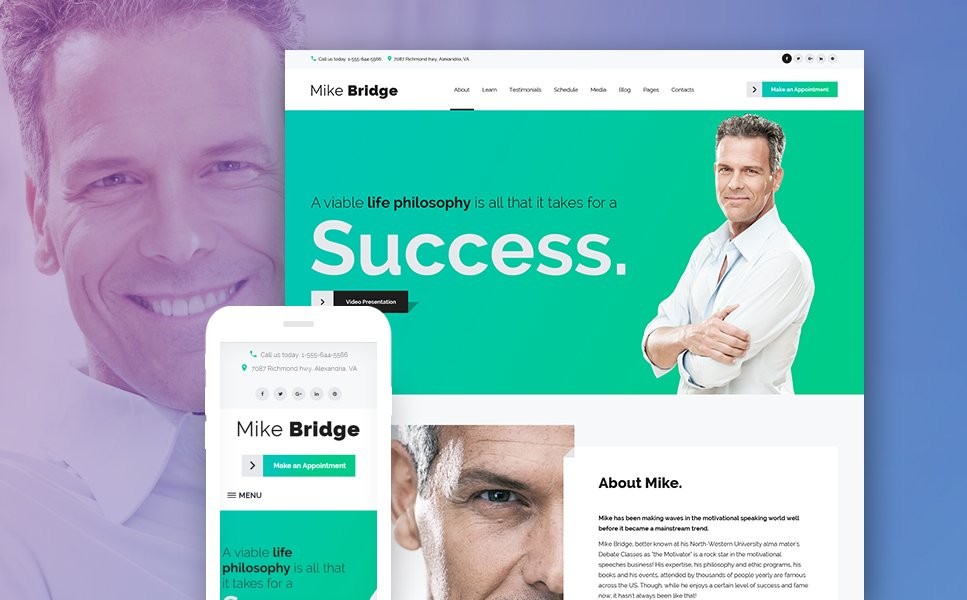 Call us today: 1-555-644-5566 7087 Richmond hwy, Alexandria, VA
Mike Bridge About Learn Testimonials Schedule Media Blog Pages Contacts Make an Appointment
A viable life philosophy is all that it takes for a
Success.
Video Presentation
Call us today: 1-555-644-5566
7087 Richmond hwy, Alexandria, VA
Mike Bridge
Make an Appointment
MENU
A viable life
philosophy is all that
it takes for a
About Mike.
Mike has been making waves in the motivational speaking world well
before it became a mainstream trend.
Mike Bridge, better known at his North-Western University alma mater's
Debate Classes as "the Motivator" is a rock star in the motivational
speeches business! His expertise, his philosophy and ethic programs, his
books and his events, attended by thousands of people yearly are famous
across the US. Though, while he enjoys a certain level of success and fame
now, it hasn't always been like that!